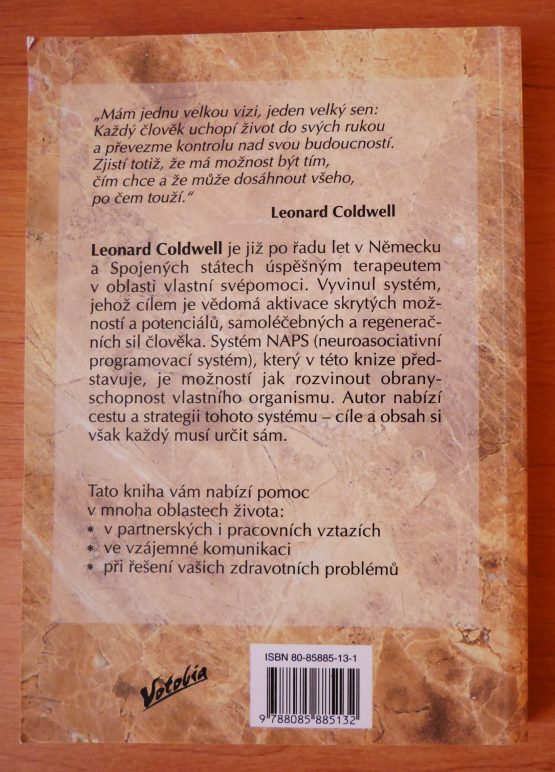 „Mám jednu velkou vizi, jeden velký sen:
Každý člověk uchopí život do svých rukou
a převezme kontrolu nad svou budoucností.
Zjistí totiž, že má možnost být tím,
čím chce a že může dosáhnout všeho,
po čem touží.“
Leonard Coldwell
Leonard Coldwell je již po řadu let v Německu
a Spojených státech úspěšným terapeutem
v oblasti vlastní svépomoci. Vyvinul systém,
jehož cílem je vědomá aktivace skrytých mož-
ností a potenciálů, samoléčebných a regenerač-
ních sil člověka. Systém NAPS (neuroasociativní
programovací systém), který v této knize před-
stavuje, je možností jak rozvinout obrany-
schopnost vlastního organismu. Autor nabízí
cestu a strategii tohoto systému – cíle a obsah si
však každý musí určit sám.
Tato kniha vám nabízí pomoc
v mnoha oblastech života:
* v partnerských i pracovních vztazích
* ve vzájemné komunikaci
* při řešení vašich zdravotních problémů
Votobia
ISBN 80-85885-13-1
9 788085 885132